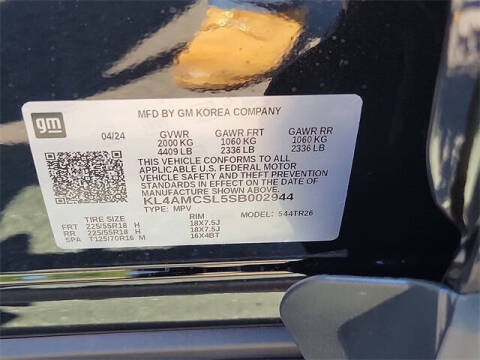 MFD BY GM KOREA COMPANY
gm
04/24 GVWR GAWR FRT GAWR RR
2000 KG 1060 KG 1060 KG
4409 LB 2336 LB 2336 LB
THIS VEHICLE CONFORMS TO ALL
APPLICABLE U.S. FEDERAL MOTOR
VEHICLE SAFETY AND THEFT PREVENTION
STANDARDS IN EFFECT ON THE DATE OF
MANUFACTURE SHOWN ABOVE.
KL4AMCSL5SB002944
TYPE: MPV MODEL: 544TR26
TIRE SIZE RIM
FRT 225/55R18 H 18X7.5J
RR 225/55R18 H 18X7.5J
SPA T125/70R16 M 16X4BT